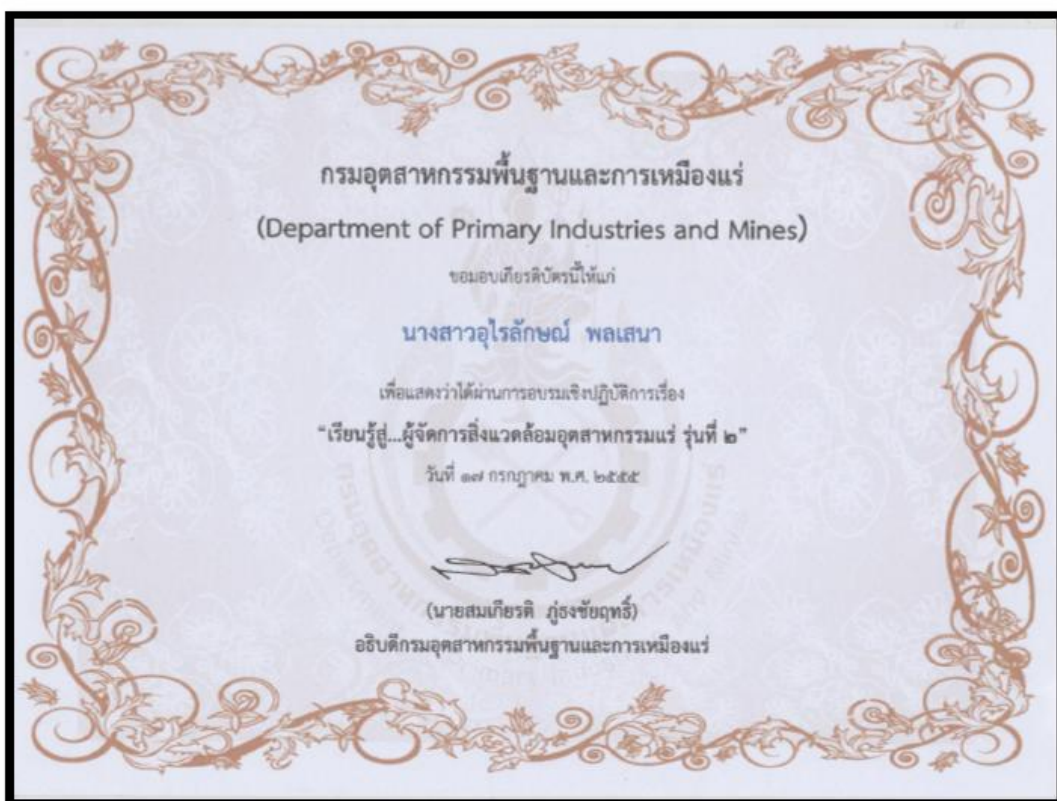 กรมอุตสาหกรรมพื้นฐานและการเหมืองแร่
(Department of Primary Industries and Mines)
ขอมอบเกียรติบัตรนี้ให้แก่
นางสาวอุไรลักษณ์ พลเสนา
เพื่อแสดงว่าได้ผ่านการอบรมเชิงปฏิบัติการเรื่อง
“เรียนรู้สู่...ผู้จัดการสิ่งแวดล้อมอุตสาหกรรมแร่ รุ่นที่ ๒”
วันที่ ๑๗ กรกฎาคม พ.ศ. ๒๕๕๕
(นายสมเกียรติ ภู่ธงชัยฤทธิ์)
อธิบดีกรมอุตสาหกรรมพื้นฐานและการเหมืองแร่